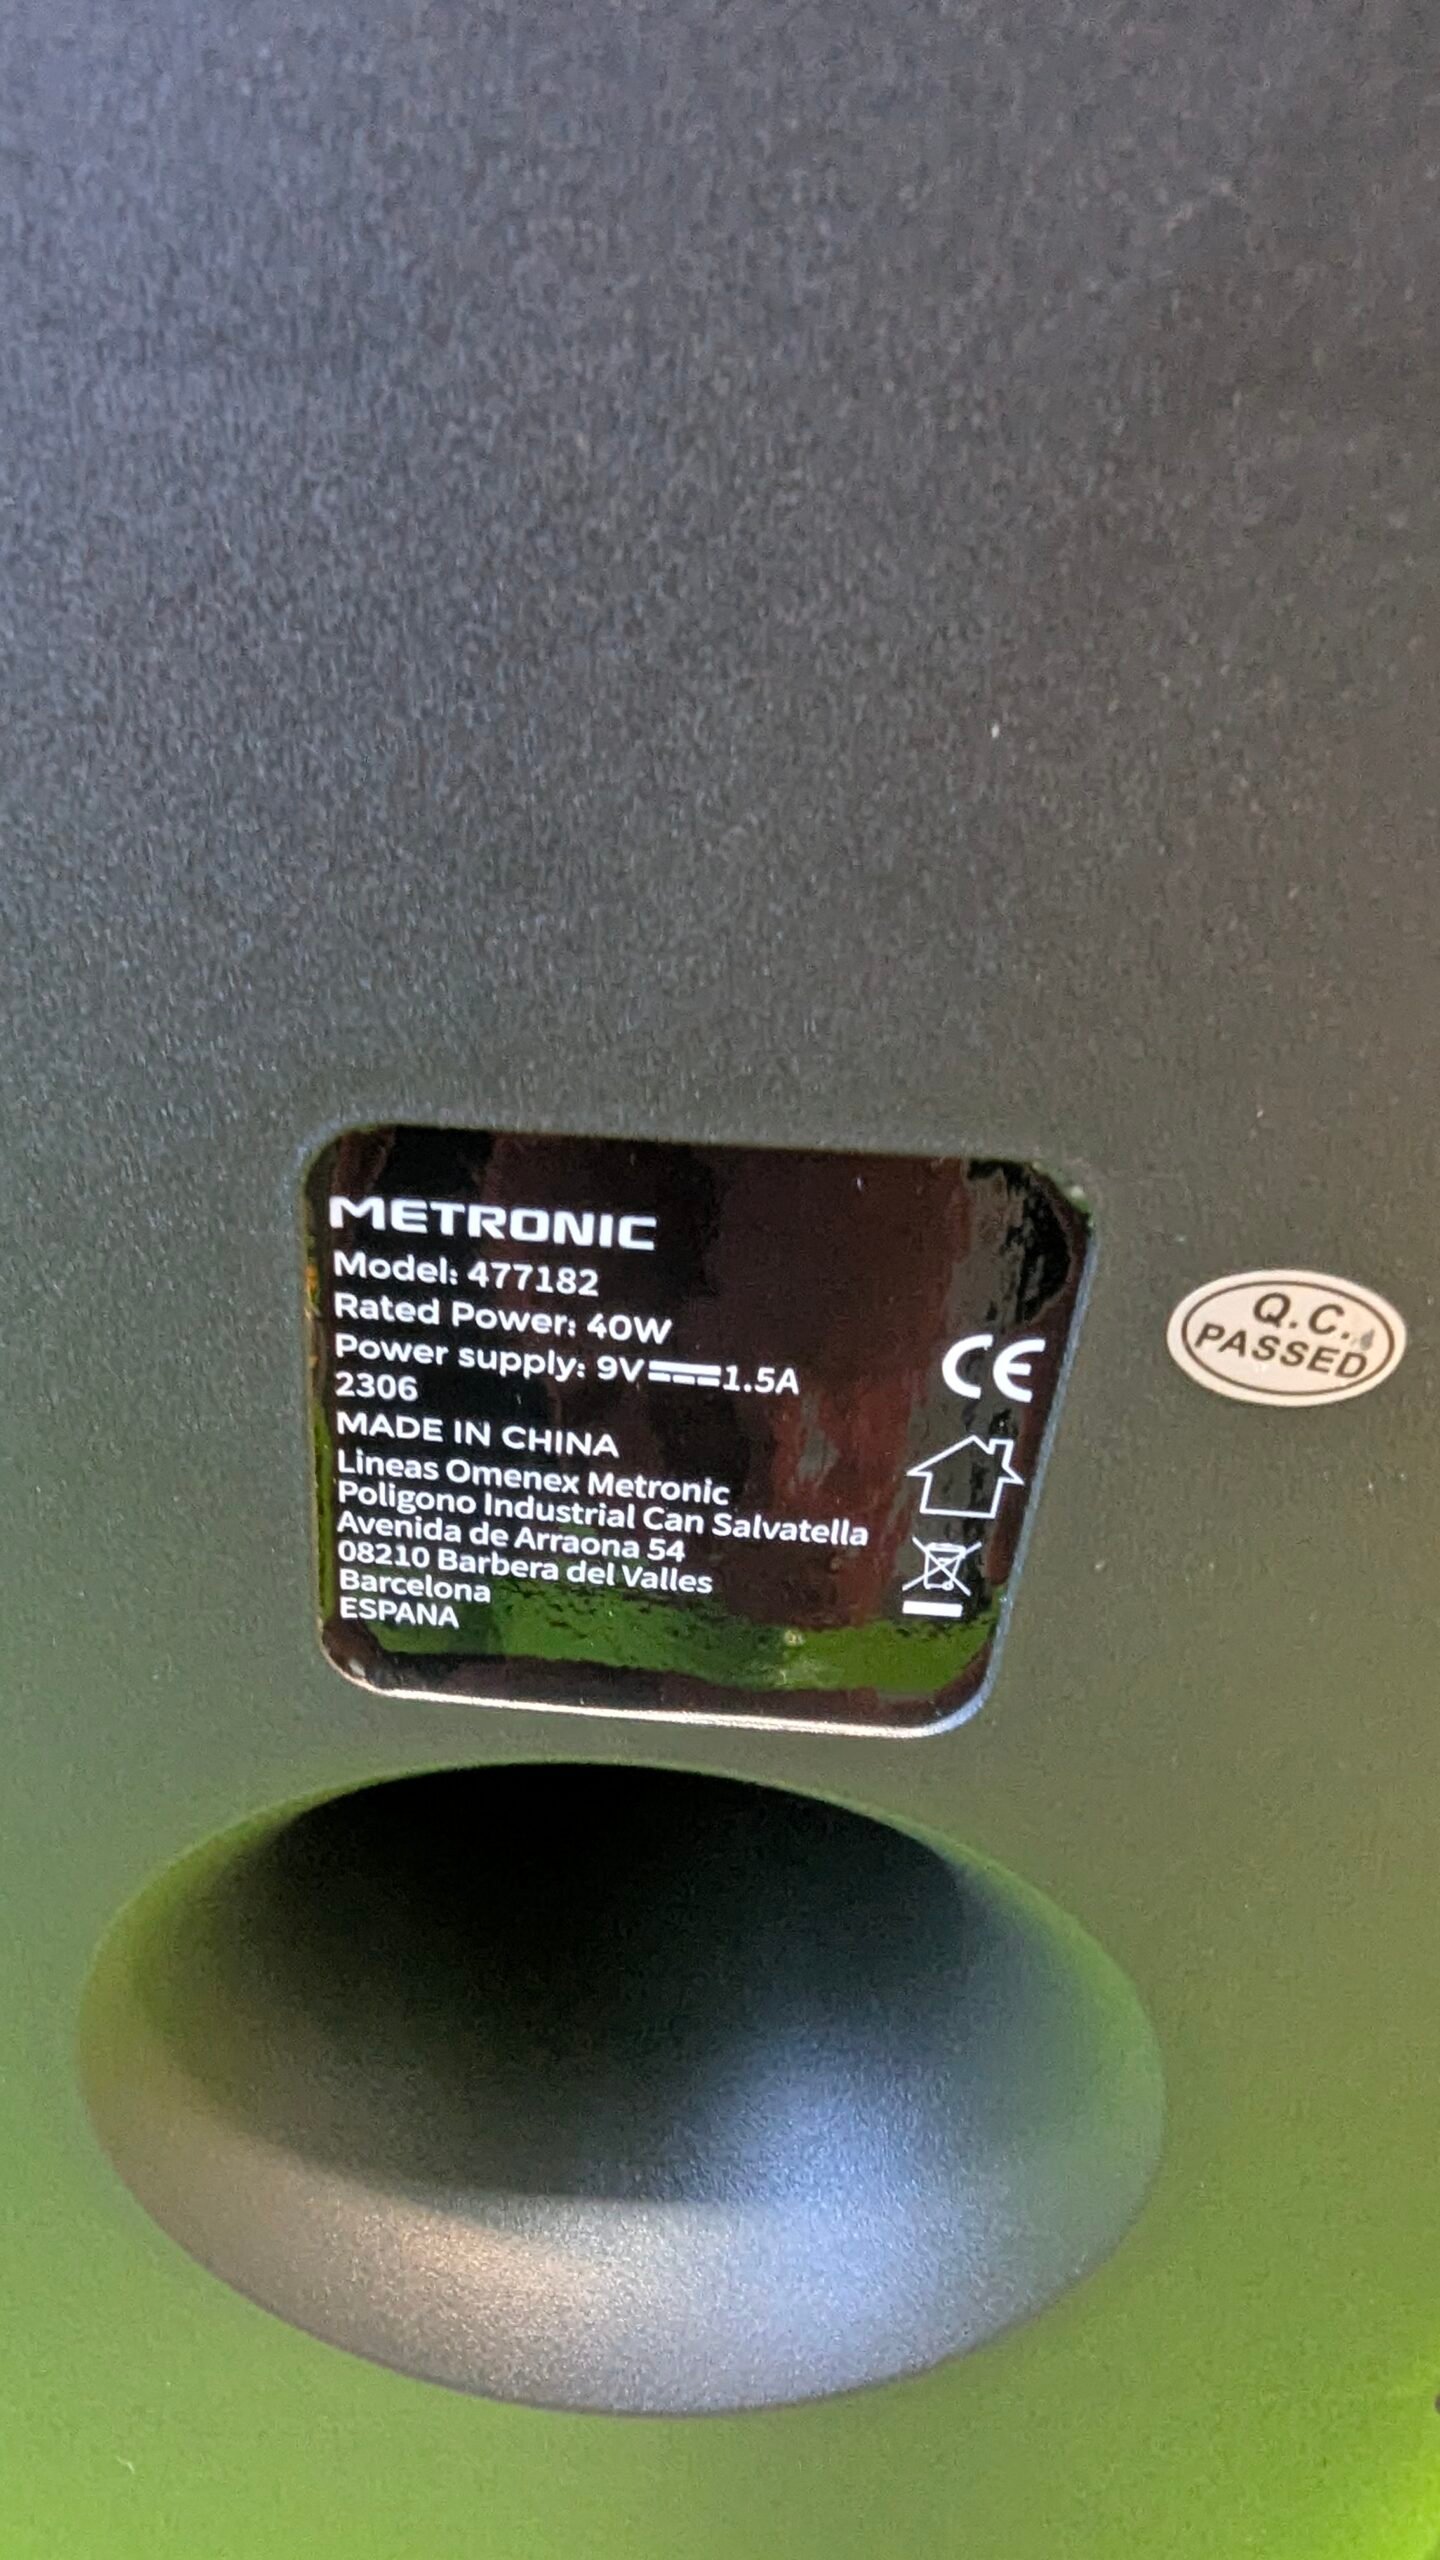 METRONIC
Model: 477182
Rated Power: 40W
Power supply: 9V⎓1.5A
2306
MADE IN CHINA
Lineas Omenex Metronic
Poligono Industrial Can Salvatella
Avenida de Arraona 54
08210 Barbera del Valles
Barcelona
ESPANA
CE
Q.C.
PASSED